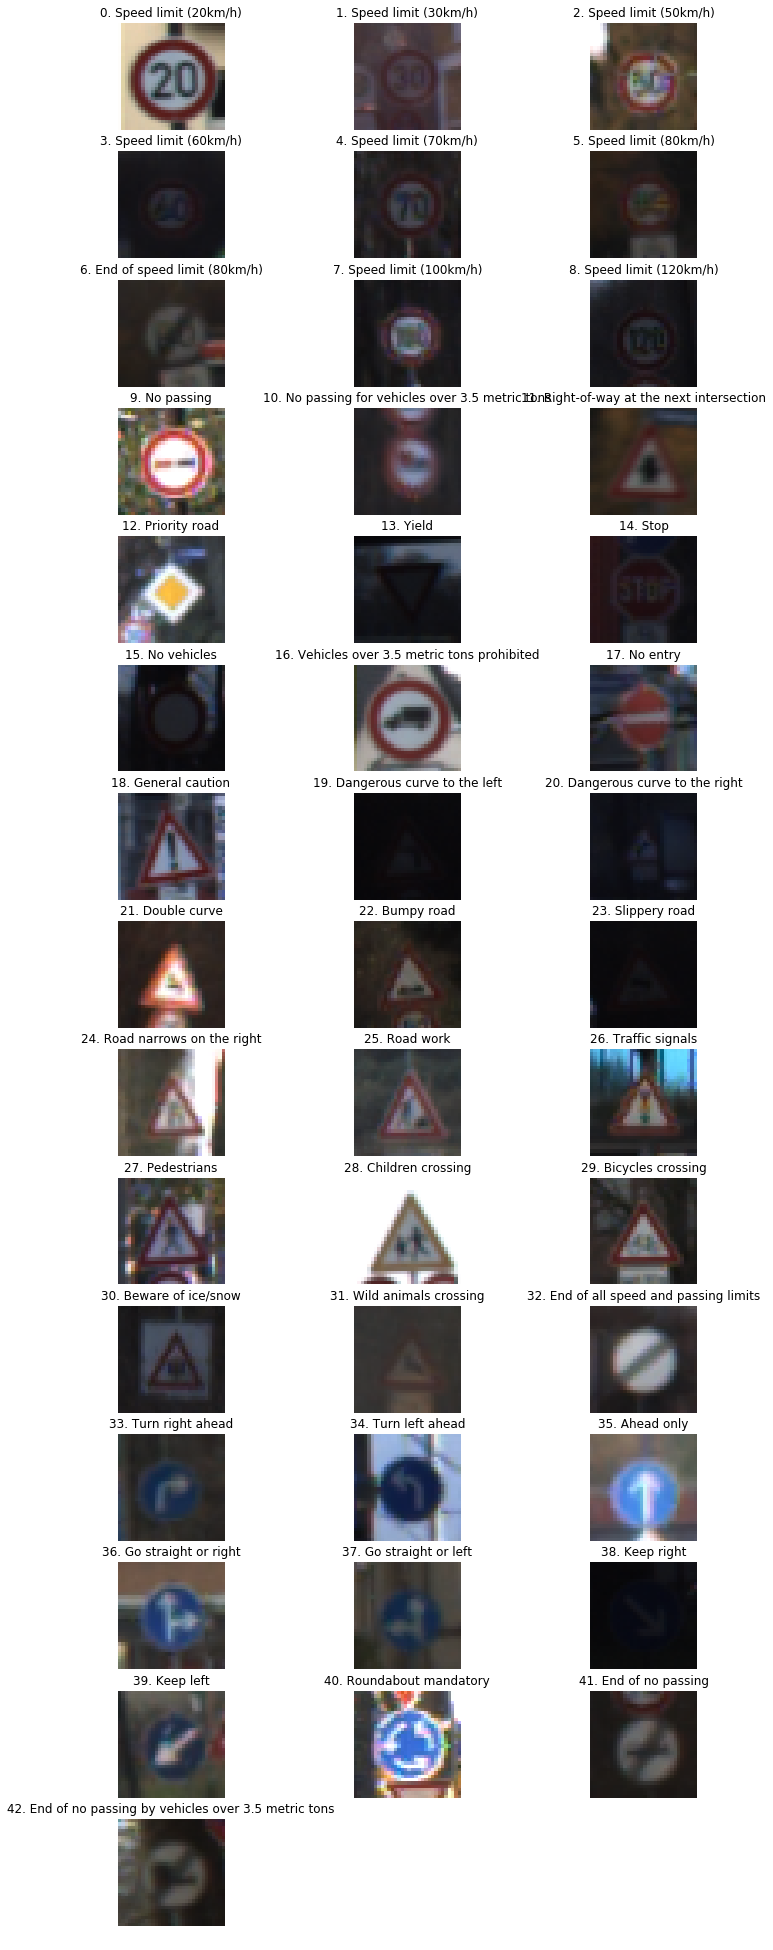 0. Speed limit (20km/h)
1. Speed limit (30km/h)
2. Speed limit (50km/h)
20
30
50
3. Speed limit (60km/h)
4. Speed limit (70km/h)
5. Speed limit (80km/h)
60
70
6. End of speed limit (80km/h)
7. Speed limit (100km/h)
8. Speed limit (120km/h)
120
9. No passing
10. No passing for vehicles over 3.5 metric tons
11. Right-of-way at the next intersection
12. Priority road
13. Yield
14. Stop
STOP
15. No vehicles
16. Vehicles over 3.5 metric tons prohibited
17. No entry
18. General caution
19. Dangerous curve to the left
20. Dangerous curve to the right
21. Double curve
22. Bumpy road
23. Slippery road
24. Road narrows on the right
25. Road work
26. Traffic signals
27. Pedestrians
28. Children crossing
29. Bicycles crossing
30. Beware of ice/snow
31. Wild animals crossing
32. End of all speed and passing limits
33. Turn right ahead
34. Turn left ahead
35. Ahead only
36. Go straight or right
37. Go straight or left
38. Keep right
39. Keep left
40. Roundabout mandatory
41. End of no passing
42. End of no passing by vehicles over 3.5 metric tons